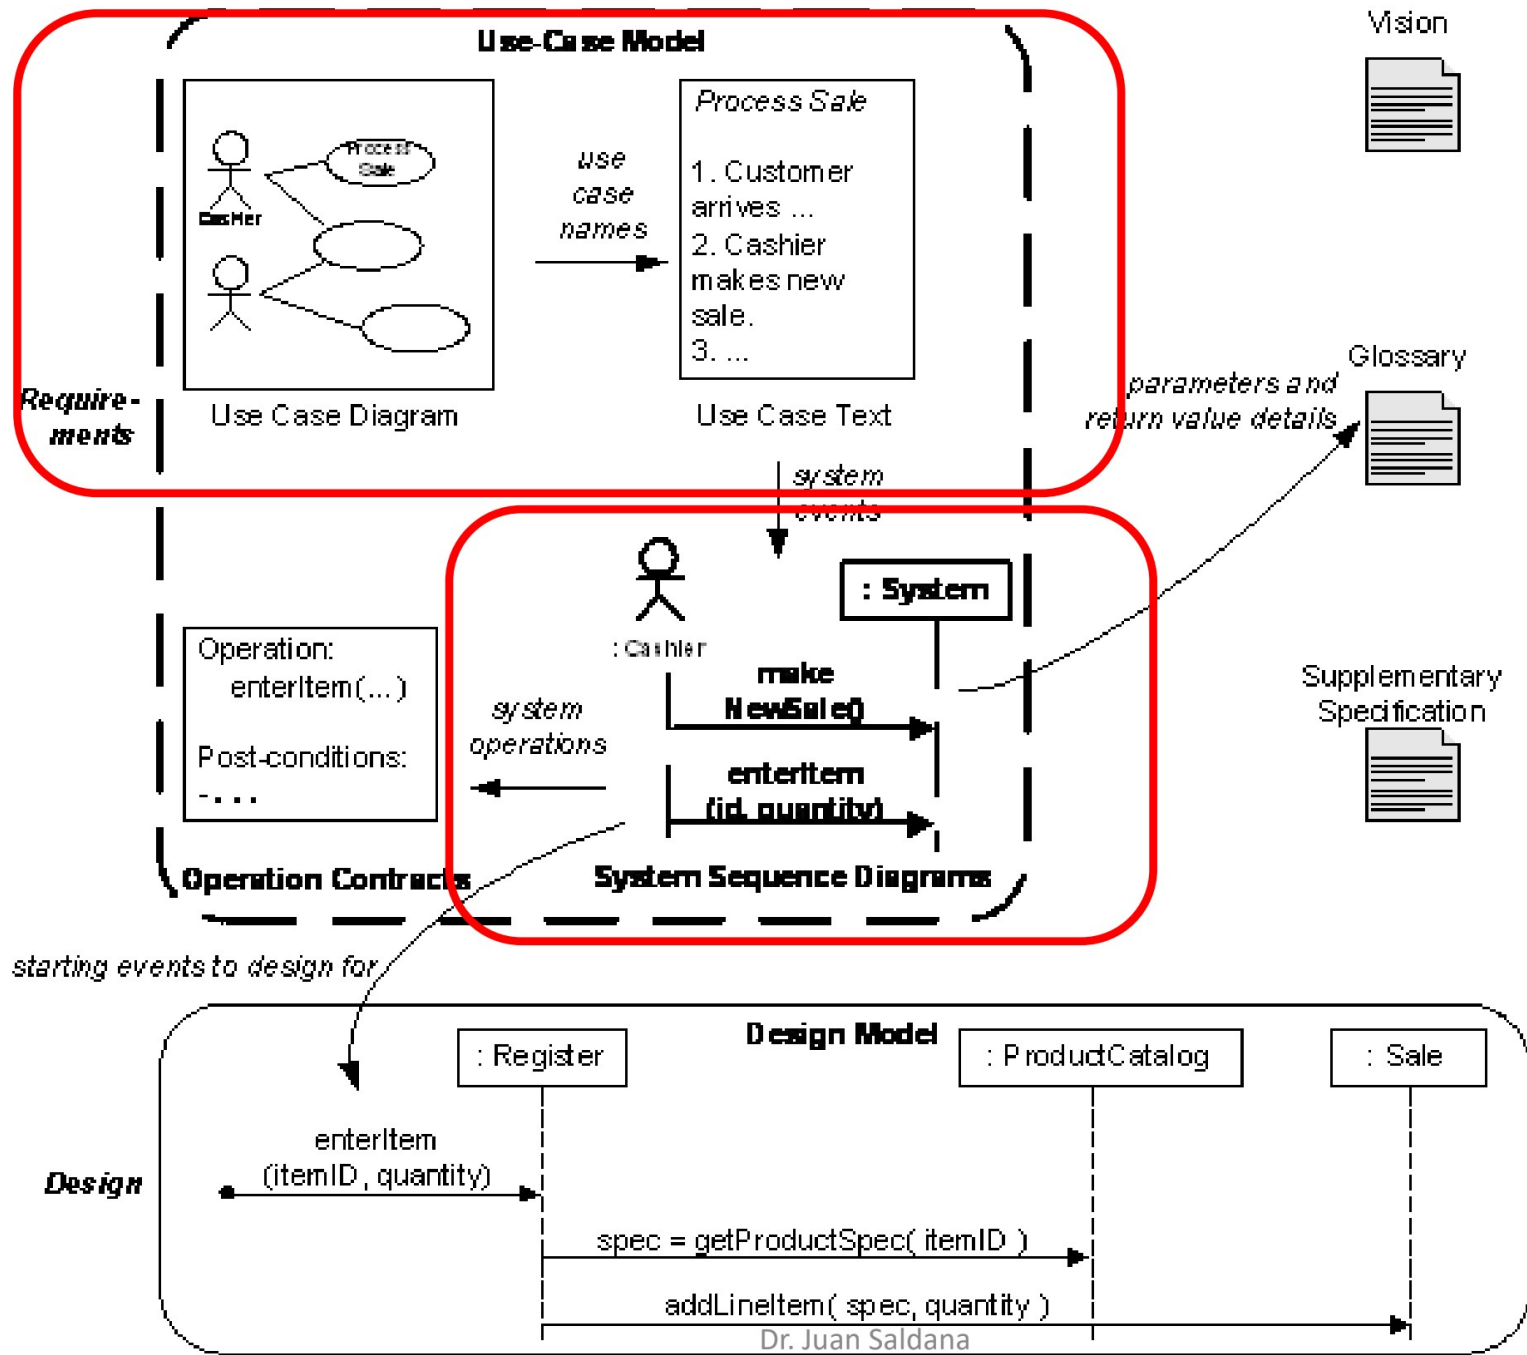 Use-Case Model
Vision
Process Sale
Process
Sale
1. Customer
arrives ...
2. Cashier
makes new
sale.
3. ...
use
case
names
Cashier
Glossary
Require-
ments
Use Case Diagram
Use Case Text
parameters and
return value details
system
events
: System
: Cashier
Operation:
enterItem(...)
Post-conditions:
-...
system
operations
make
NewSale()
enterItem
(id, quantity)
Supplementary
Specification
Operation Contracts
System Sequence Diagrams
starting events to design for
Design Model
: Register
: ProductCatalog
: Sale
enterItem
(itemID, quantity)
Design
spec = getProductSpec( itemID )
addLineItem( spec, quantity )
Dr. Juan Saldana